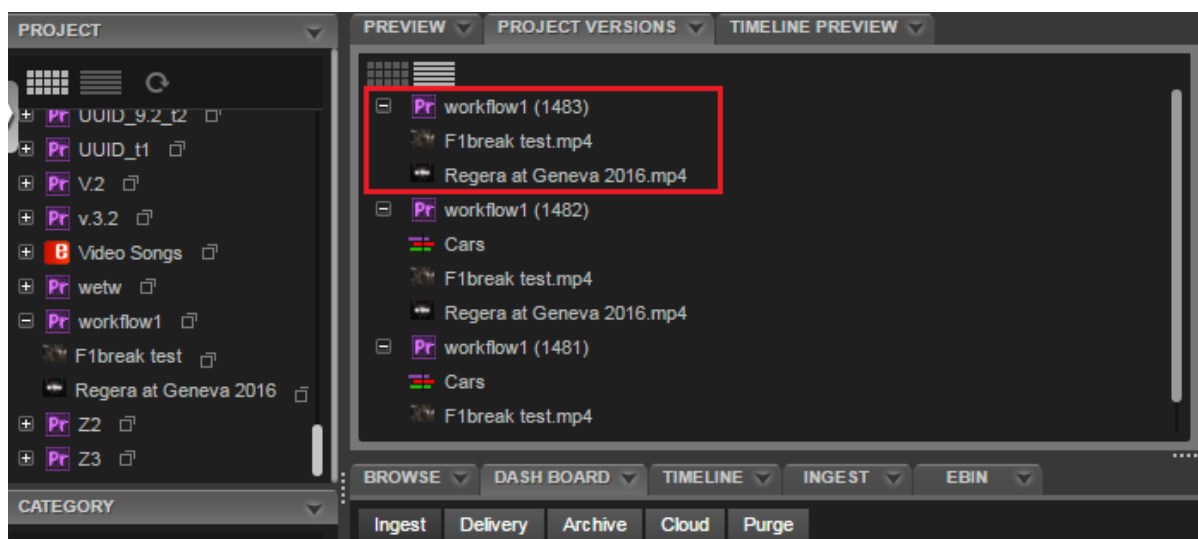 PROJECT
Pr UUID_9.2_t2
Pr UUID_t1
Pr V.2
Pr v.3.2
Video Songs
Pr wetw
Pr workflow1
F1break test
Regera at Geneva 2016
Pr Z2
Pr Z3
CATEGORY
PREVIEW PROJECT VERSIONS TIMELINE PREVIEW
Pr workflow1 (1483)
F1break test.mp4
Regera at Geneva 2016.mp4
Pr workflow1 (1482)
Cars
F1break test.mp4
Regera at Geneva 2016.mp4
Pr workflow1 (1481)
Cars
F1break test.mp4
BROWSE DASH BOARD TIMELINE INGEST EBIN
Ingest Delivery Archive Cloud Purge